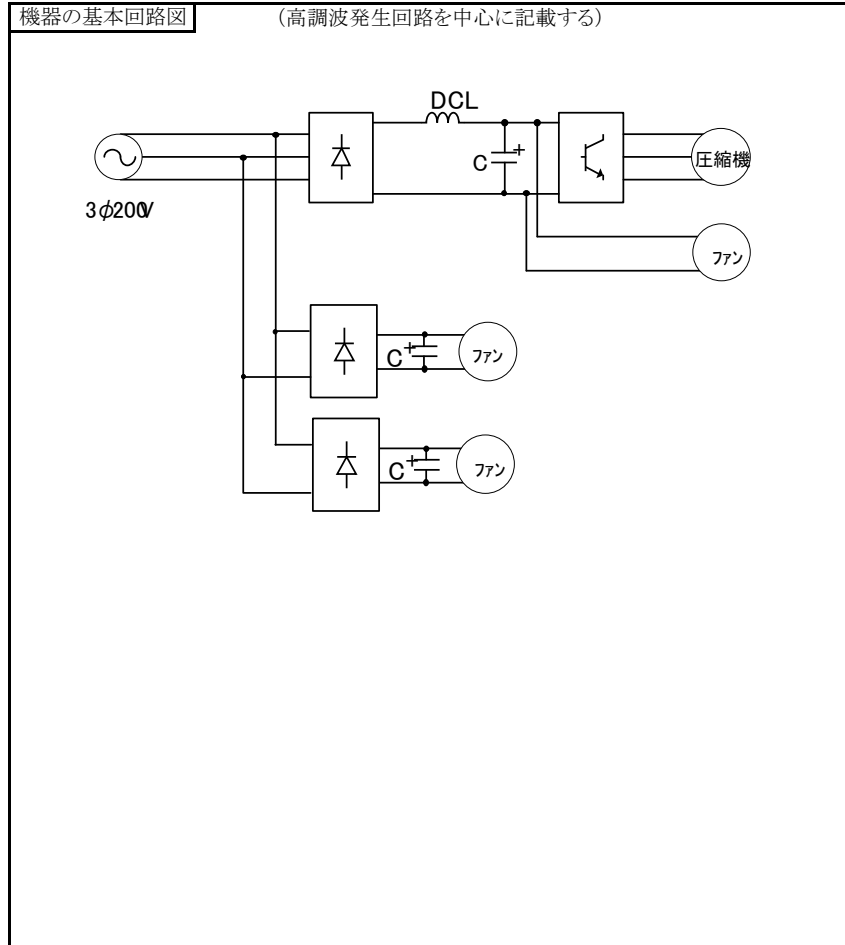 機器の基本回路図
(高調波発生回路を中心に記載する)
DCL
C
+
圧縮機
3φ200V
ファン
C
+
ファン
C
+
ファン